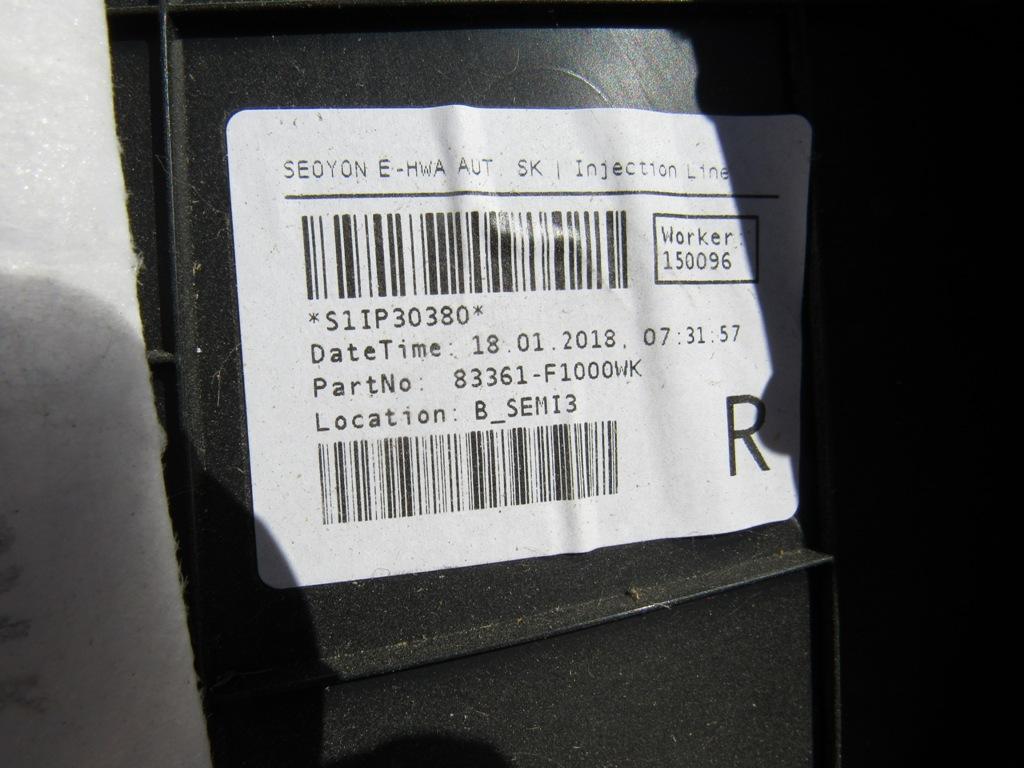 SEOYON E-HWA AUT. SK | Injection Line
Worker:
150096
*S1IP30380*
DateTime: 18.01.2018, 07:31:57
PartNo: 83361-F1000WK
Location: B_SEMI3
R